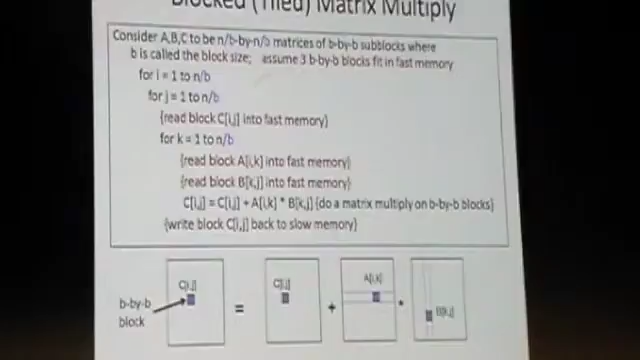 Blocked (Tiled) Matrix Multiply
Consider A,B,C to be n/b-by-n/b matrices of b-by-b subblocks where
b is called the block size; assume 3 b-by-b blocks fit in fast memory
for i = 1 to n/b
for j = 1 to n/b
{read block C[i,j] into fast memory}
for k = 1 to n/b
{read block A[i,k] into fast memory}
{read block B[k,j] into fast memory}
C[i,j] = C[i,j] + A[i,k] * B[k,j] {do a matrix multiply on b-by-b blocks}
{write block C[i,j] back to slow memory}
C[i,j] C[i,j] A[i,k]
b-by-b
block
= + * B[k,j]